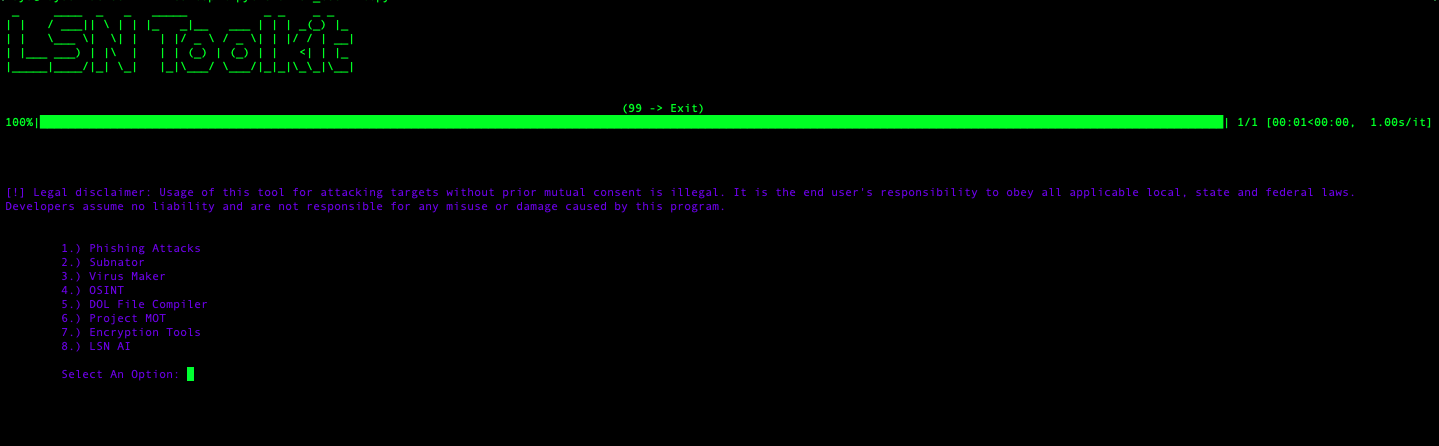 LSN Toolkit
(99 -> Exit)
100%| | 1/1 [00:01<00:00,  1.00s/it]
[!] Legal disclaimer: Usage of this tool for attacking targets without prior mutual consent is illegal. It is the end user's responsibility to obey all applicable local, state and federal laws.
Developers assume no liability and are not responsible for any misuse or damage caused by this program.
1.) Phishing Attacks
2.) Subnator
3.) Virus Maker
4.) OSINT
5.) DOL File Compiler
6.) Project MOT
7.) Encryption Tools
8.) LSN AI
Select An Option: